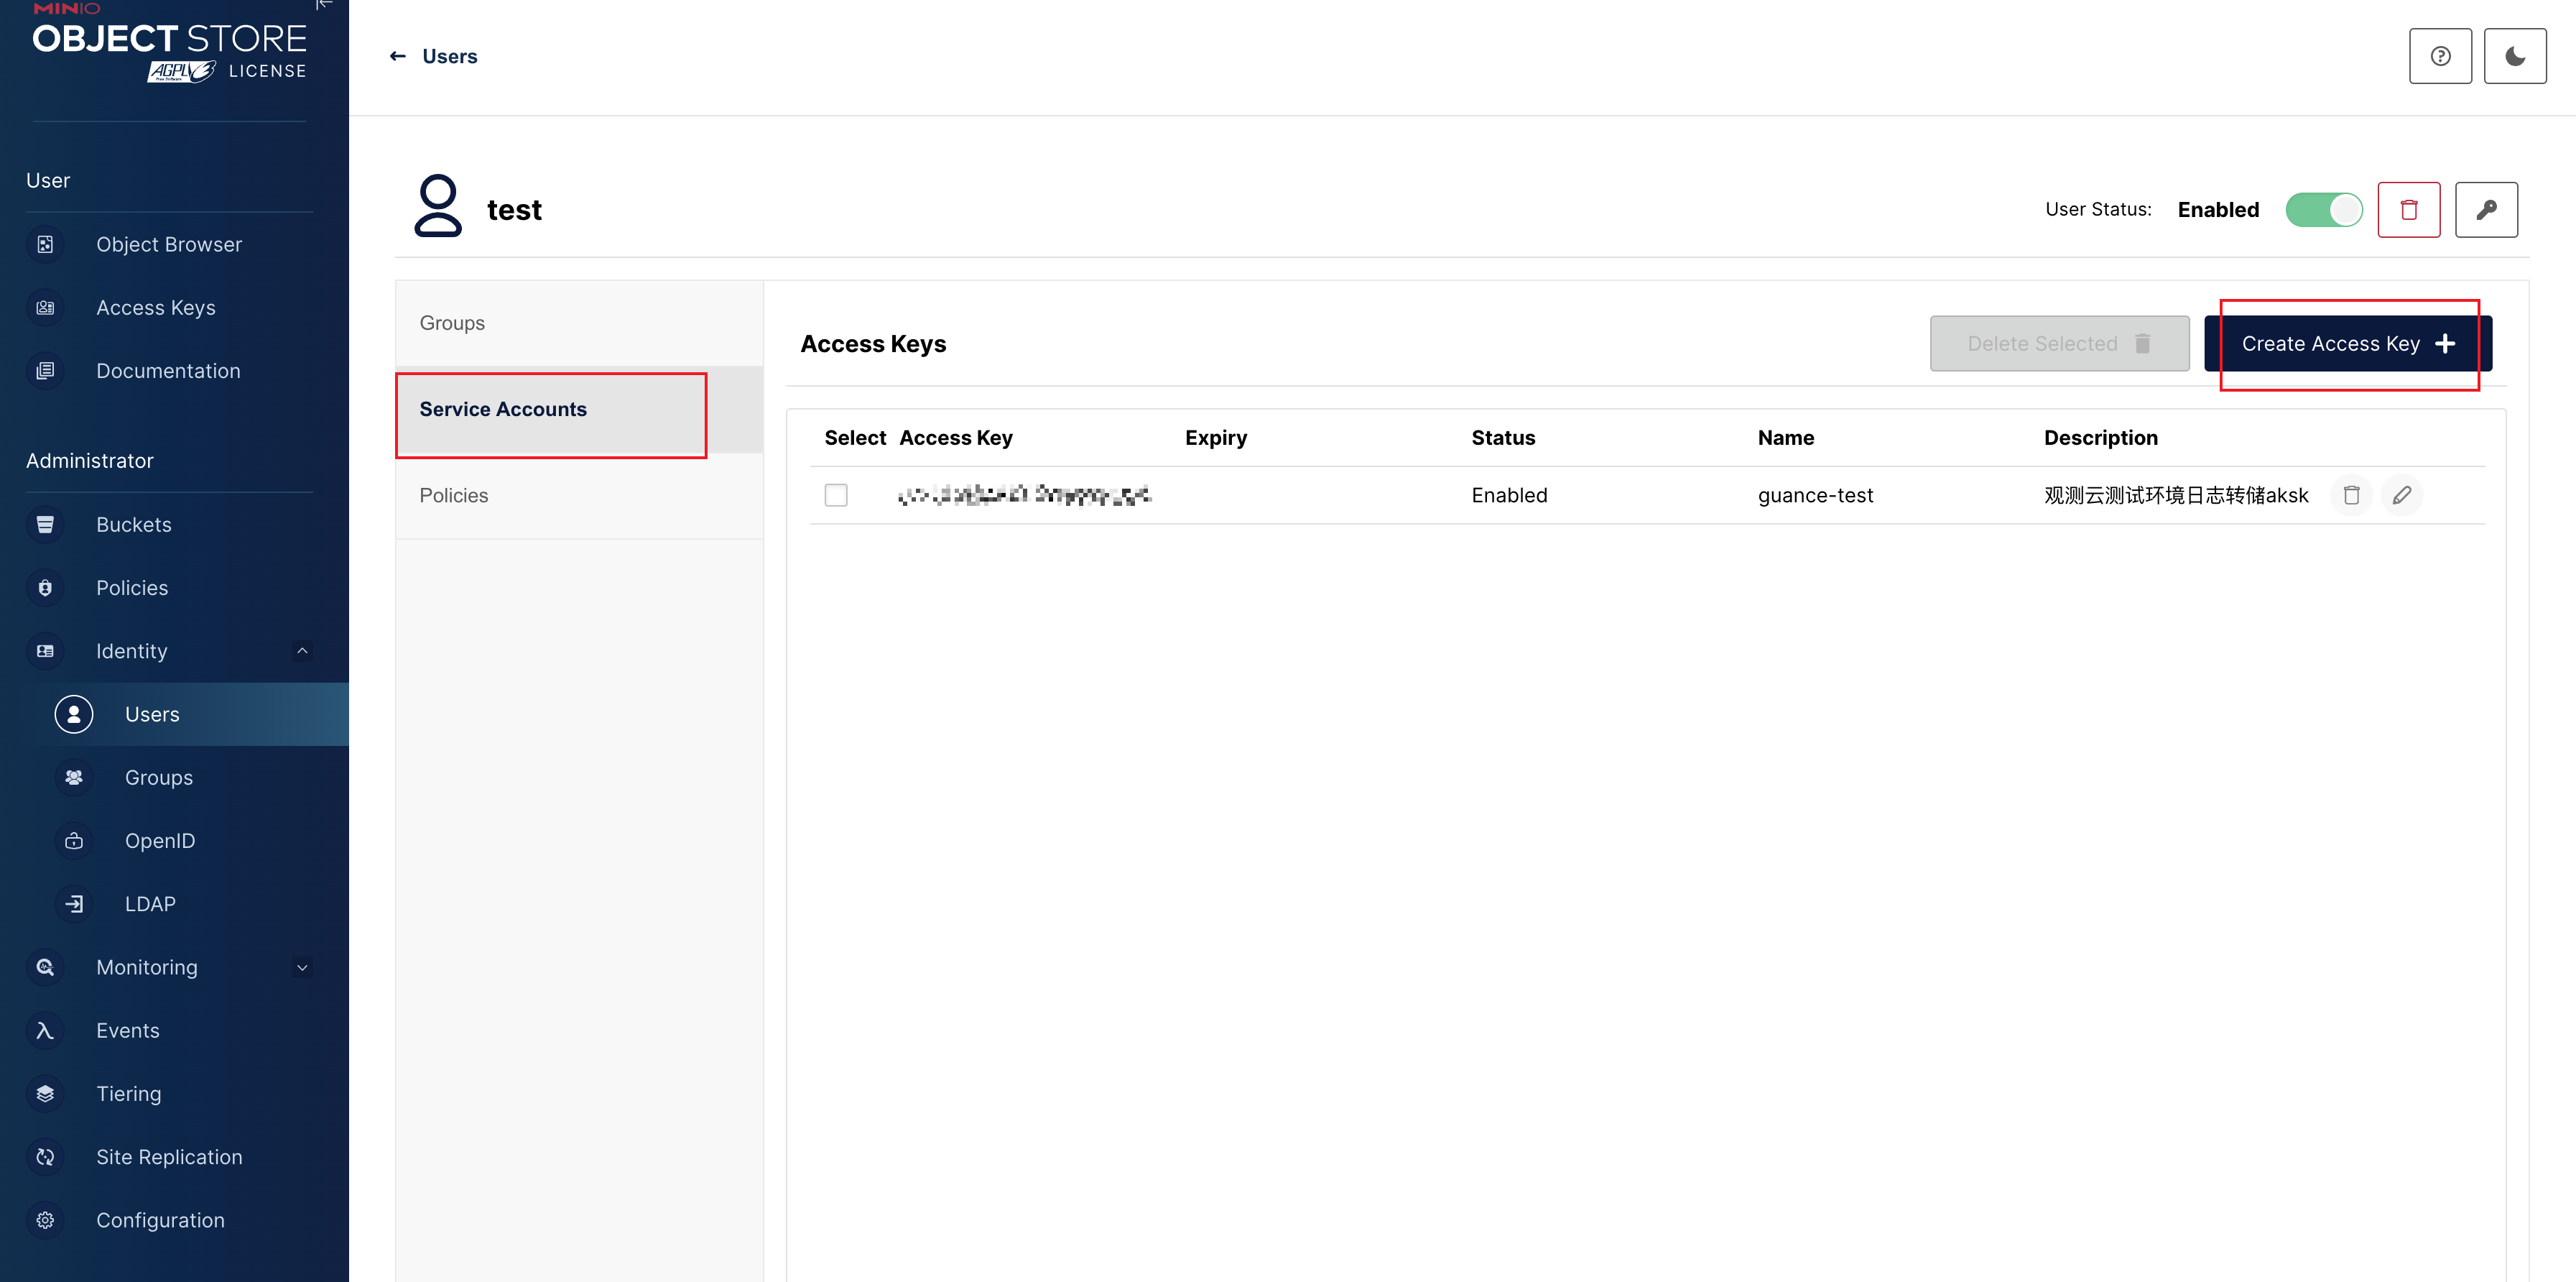 MINIO
OBJECT STORE
AGPLv3 LICENSE
Users
User
Object Browser
Access Keys
Documentation
Administrator
Buckets
Policies
Identity
Users
Groups
OpenID
LDAP
Monitoring
Events
Tiering
Site Replication
Configuration
test
User Status: Enabled
Groups
Service Accounts
Policies
Access Keys
Delete Selected
Create Access Key
Select Access Key Expiry Status Name Description
Enabled guance-test 观测云测试环境日志转储aksk